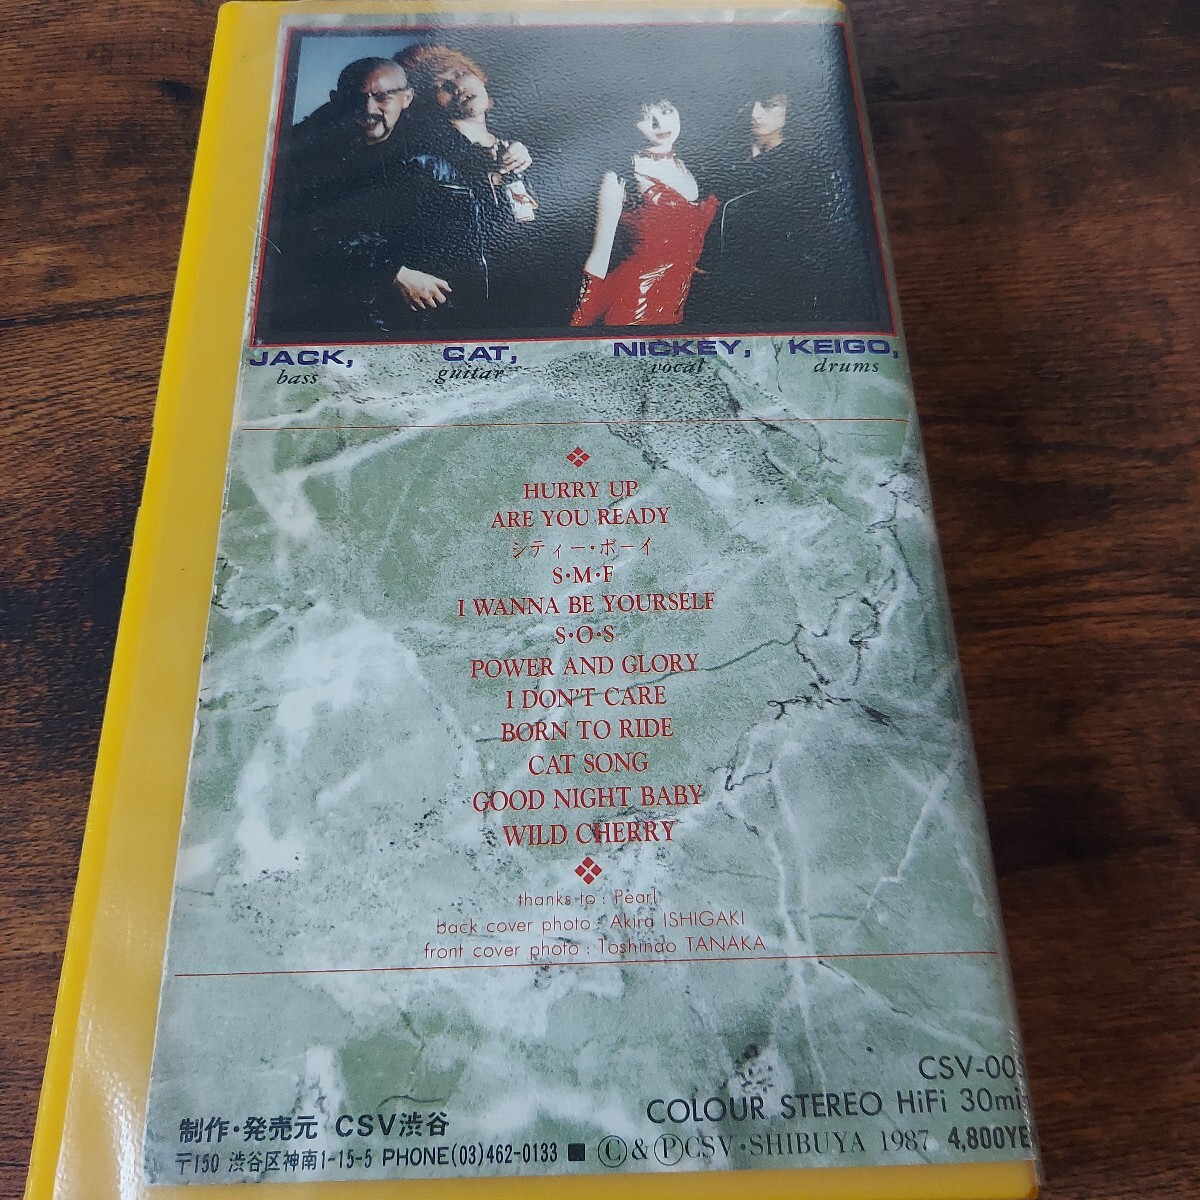 JACK, CAT, NICKEY, KEIGO,
bass guitar vocal drums
HURRY UP
ARE YOU READY
シティー・ボーイ
S·M·F
I WANNA BE YOURSELF
S·O·S
POWER AND GLORY
I DON'T CARE
BORN TO RIDE
CAT SONG
GOOD NIGHT BABY
WILD CHERRY
thanks to : Pearl
back cover photo : Akira ISHIGAKI
front cover photo : Toshindo TANAKA
COLOUR STEREO HiFi 30min
制作・発売元 CSV渋谷
〒150 渋谷区神南1-15-5 PHONE(03)462-0133 ■ ©&ⓅCSV·SHIBUYA 1987 4,800YE